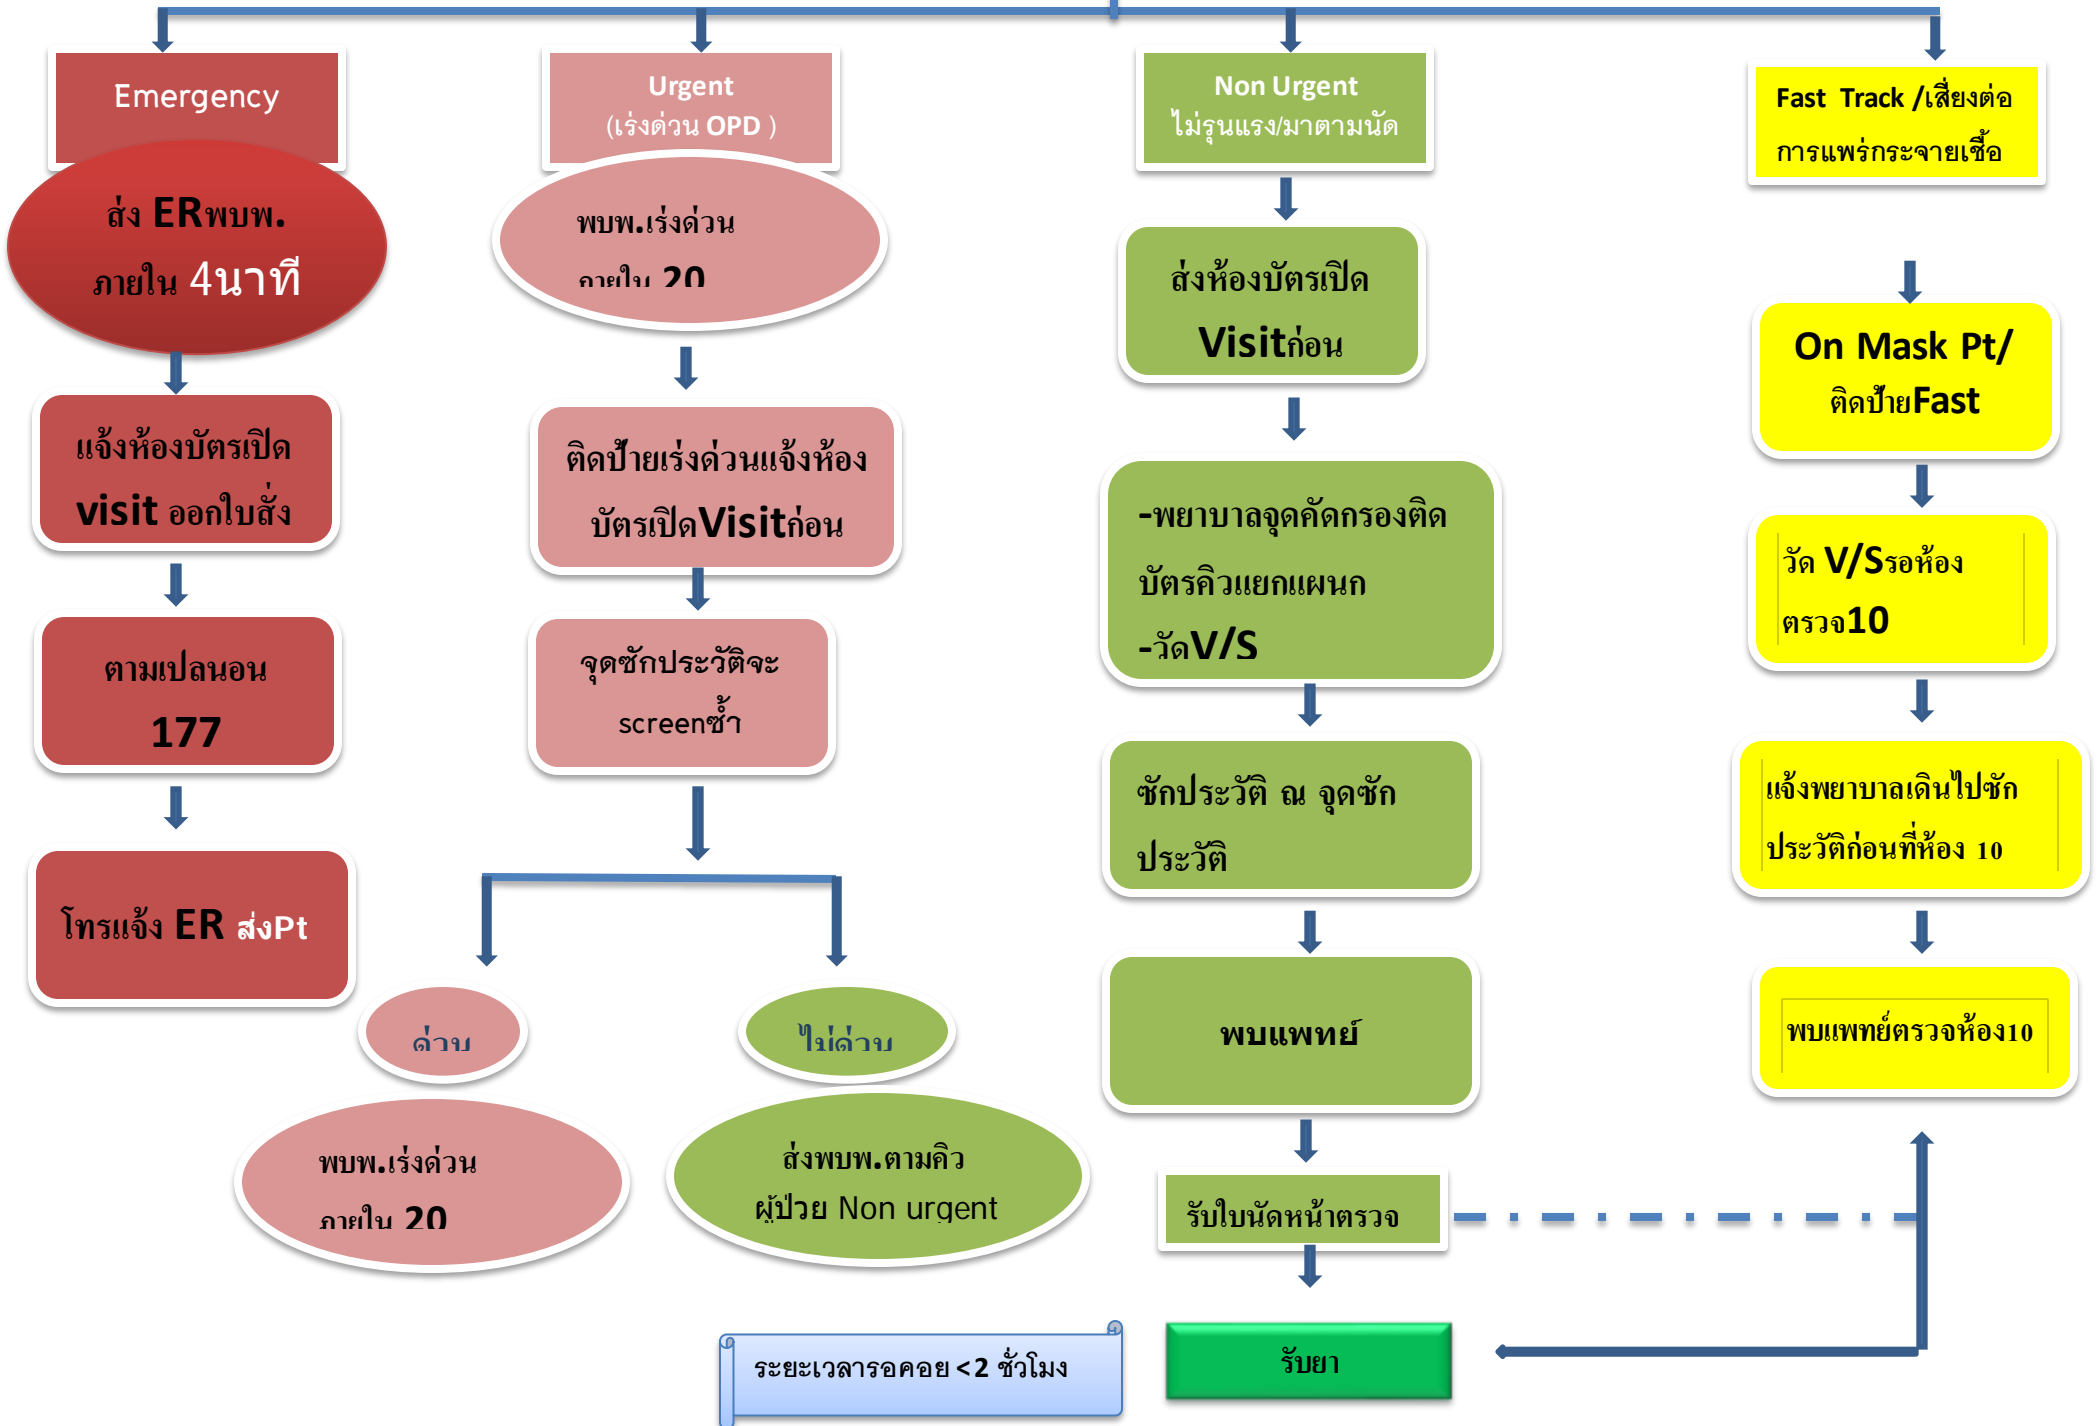 Emergency
ส่ง ERพบพ.
ภายใน 4นาที
แจ้งห้องบัตรเปิด
visit ออกใบสั่ง
ตามเปลนอน
177
โทรแจ้ง ER ส่งPt
Urgent
(เร่งด่วน OPD )
พบพ.เร่งด่วน
ภายใน 20
ติดป้ายเร่งด่วนแจ้งห้อง
บัตรเปิดVisitก่อน
จุดซักประวัติจะ
screenซ้ำ
ด่วน
พบพ.เร่งด่วน
ภายใน 20
ไม่ด่วน
ส่งพบพ.ตามคิว
ผู้ป่วย Non urgent
Non Urgent
ไม่รุนแรง/มาตามนัด
ส่งห้องบัตรเปิด
Visitก่อน
-พยาบาลจุดคัดกรองติด
บัตรคิวแยกแผนก
-วัดV/S
ซักประวัติ ณ จุดซัก
ประวัติ
พบแพทย์
รับใบนัดหน้าตรวจ
รับยา
ระยะเวลารอคอย <2 ชั่วโมง
Fast Track /เสี่ยงต่อ
การแพร่กระจายเชื้อ
On Mask Pt/
ติดป้ายFast
วัด V/Sรอห้อง
ตรวจ10
แจ้งพยาบาลเดินไปซัก
ประวัติก่อนที่ห้อง 10
พบแพทย์ตรวจห้อง10